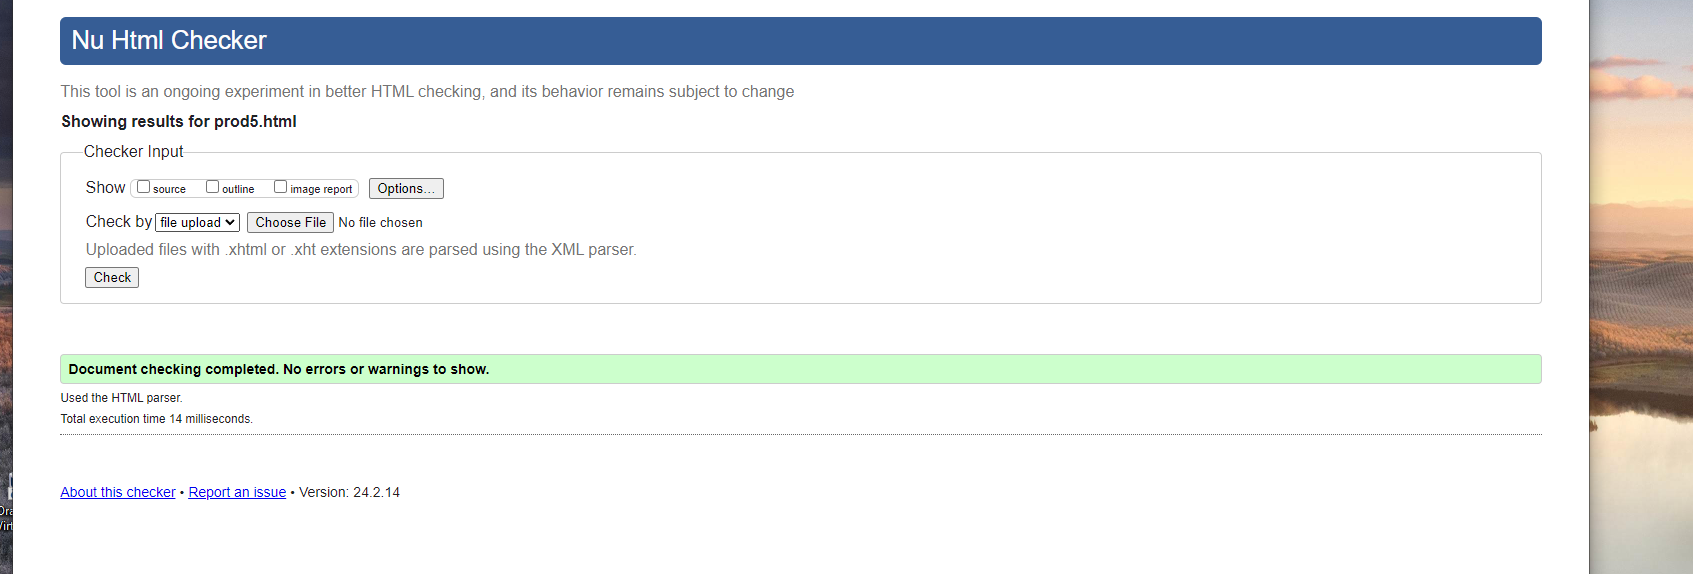 Nu Html Checker
This tool is an ongoing experiment in better HTML checking, and its behavior remains subject to change
Showing results for prod5.html
Checker Input
Show source outline image report Options...
Check by file upload Choose File No file chosen
Uploaded files with .xhtml or .xht extensions are parsed using the XML parser.
Check
Document checking completed. No errors or warnings to show.
Used the HTML parser.
Total execution time 14 milliseconds.
About this checker • Report an issue • Version: 24.2.14